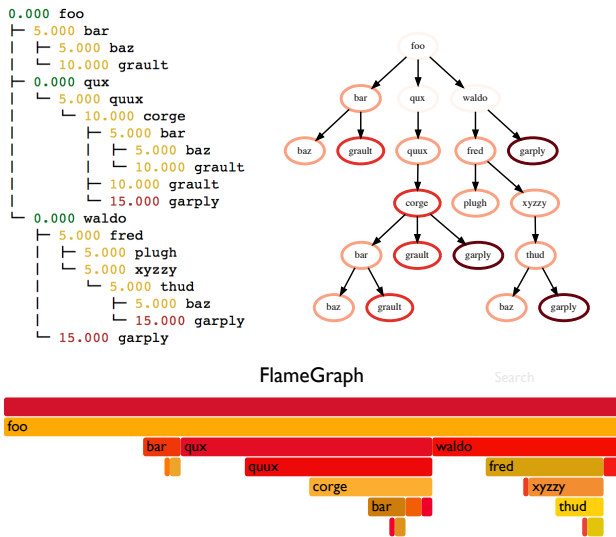 0.000 foo
├─ 5.000 bar
│  ├─ 5.000 baz
│  └─ 10.000 grault
├─ 0.000 qux
│  └─ 5.000 quux
│     └─ 10.000 corge
│        ├─ 5.000 bar
│        │  ├─ 5.000 baz
│        │  └─ 10.000 grault
│        ├─ 10.000 grault
│        └─ 15.000 garply
└─ 0.000 waldo
   ├─ 5.000 fred
   │  ├─ 5.000 plugh
   │  └─ 5.000 xyzzy
   │     └─ 5.000 thud
   │        ├─ 5.000 baz
   │        └─ 15.000 garply
   └─ 15.000 garply
foo
bar qux waldo
baz grault quux fred garply
corge plugh xyzzy
bar grault garply thud
baz grault baz garply
FlameGraph
Search
foo
bar qux waldo
quux fred
corge xyzzy
bar thud